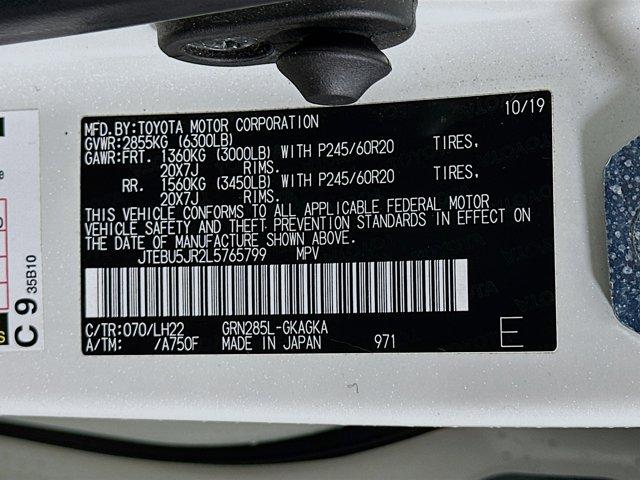 10/19
MFD.BY:TOYOTA MOTOR CORPORATION
GVWR:2855KG (6300LB)
GAWR:FRT. 1360KG (3000LB) WITH P245/60R20 TIRES,
20X7J RIMS.
RR. 1560KG (3450LB) WITH P245/60R20 TIRES,
20X7J RIMS.
THIS VEHICLE CONFORMS TO ALL APPLICABLE FEDERAL MOTOR
VEHICLE SAFETY AND THEFT PREVENTION STANDARDS IN EFFECT ON
THE DATE OF MANUFACTURE SHOWN ABOVE.
JTEBU5JR2L5765799 MPV
C/TR:070/LH22 GRN285L-GKAGKA
A/TM: /A750F MADE IN JAPAN 971 E
C 9 35B10